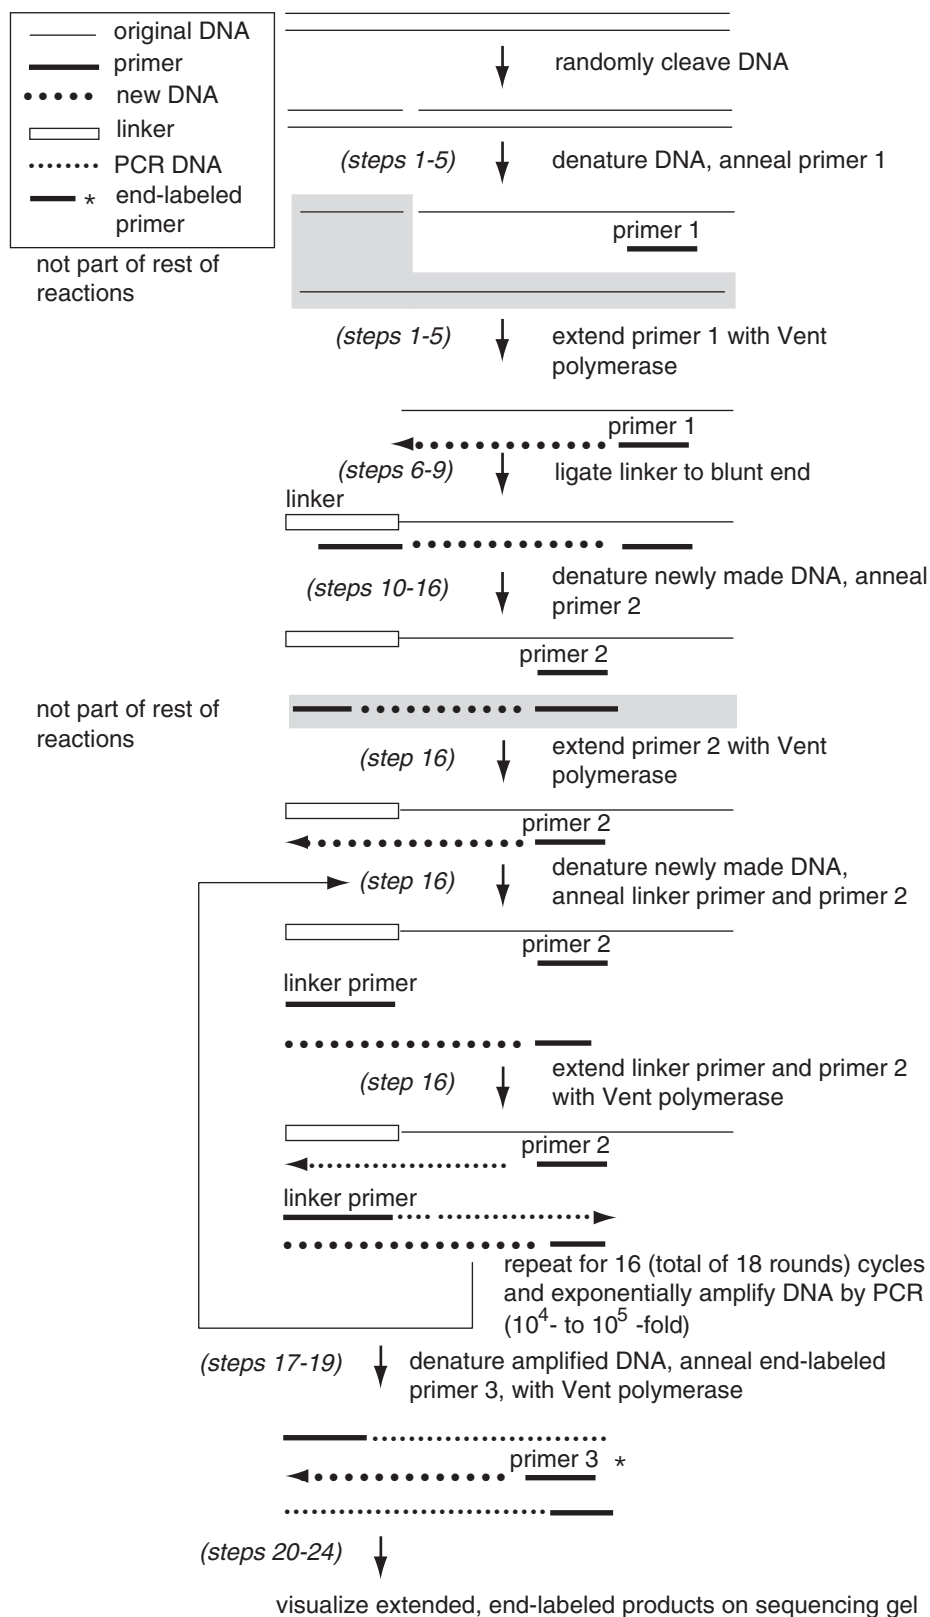 original DNA
primer
new DNA
linker
PCR DNA
* end-labeled
primer
randomly cleave DNA
(steps 1-5)
denature DNA, anneal primer 1
primer 1
not part of rest of
reactions
(steps 1-5)
extend primer 1 with Vent
polymerase
primer 1
(steps 6-9)
ligate linker to blunt end
linker
(steps 10-16)
denature newly made DNA, anneal
primer 2
primer 2
not part of rest of
reactions
(step 16)
extend primer 2 with Vent
polymerase
primer 2
(step 16)
denature newly made DNA,
anneal linker primer and primer 2
primer 2
linker primer
(step 16)
extend linker primer and primer 2
with Vent polymerase
primer 2
linker primer
repeat for 16 (total of 18 rounds) cycles
and exponentially amplify DNA by PCR
(10^4- to 10^5 -fold)
(steps 17-19)
denature amplified DNA, anneal end-labeled
primer 3, with Vent polymerase
primer 3 *
(steps 20-24)
visualize extended, end-labeled products on sequencing gel